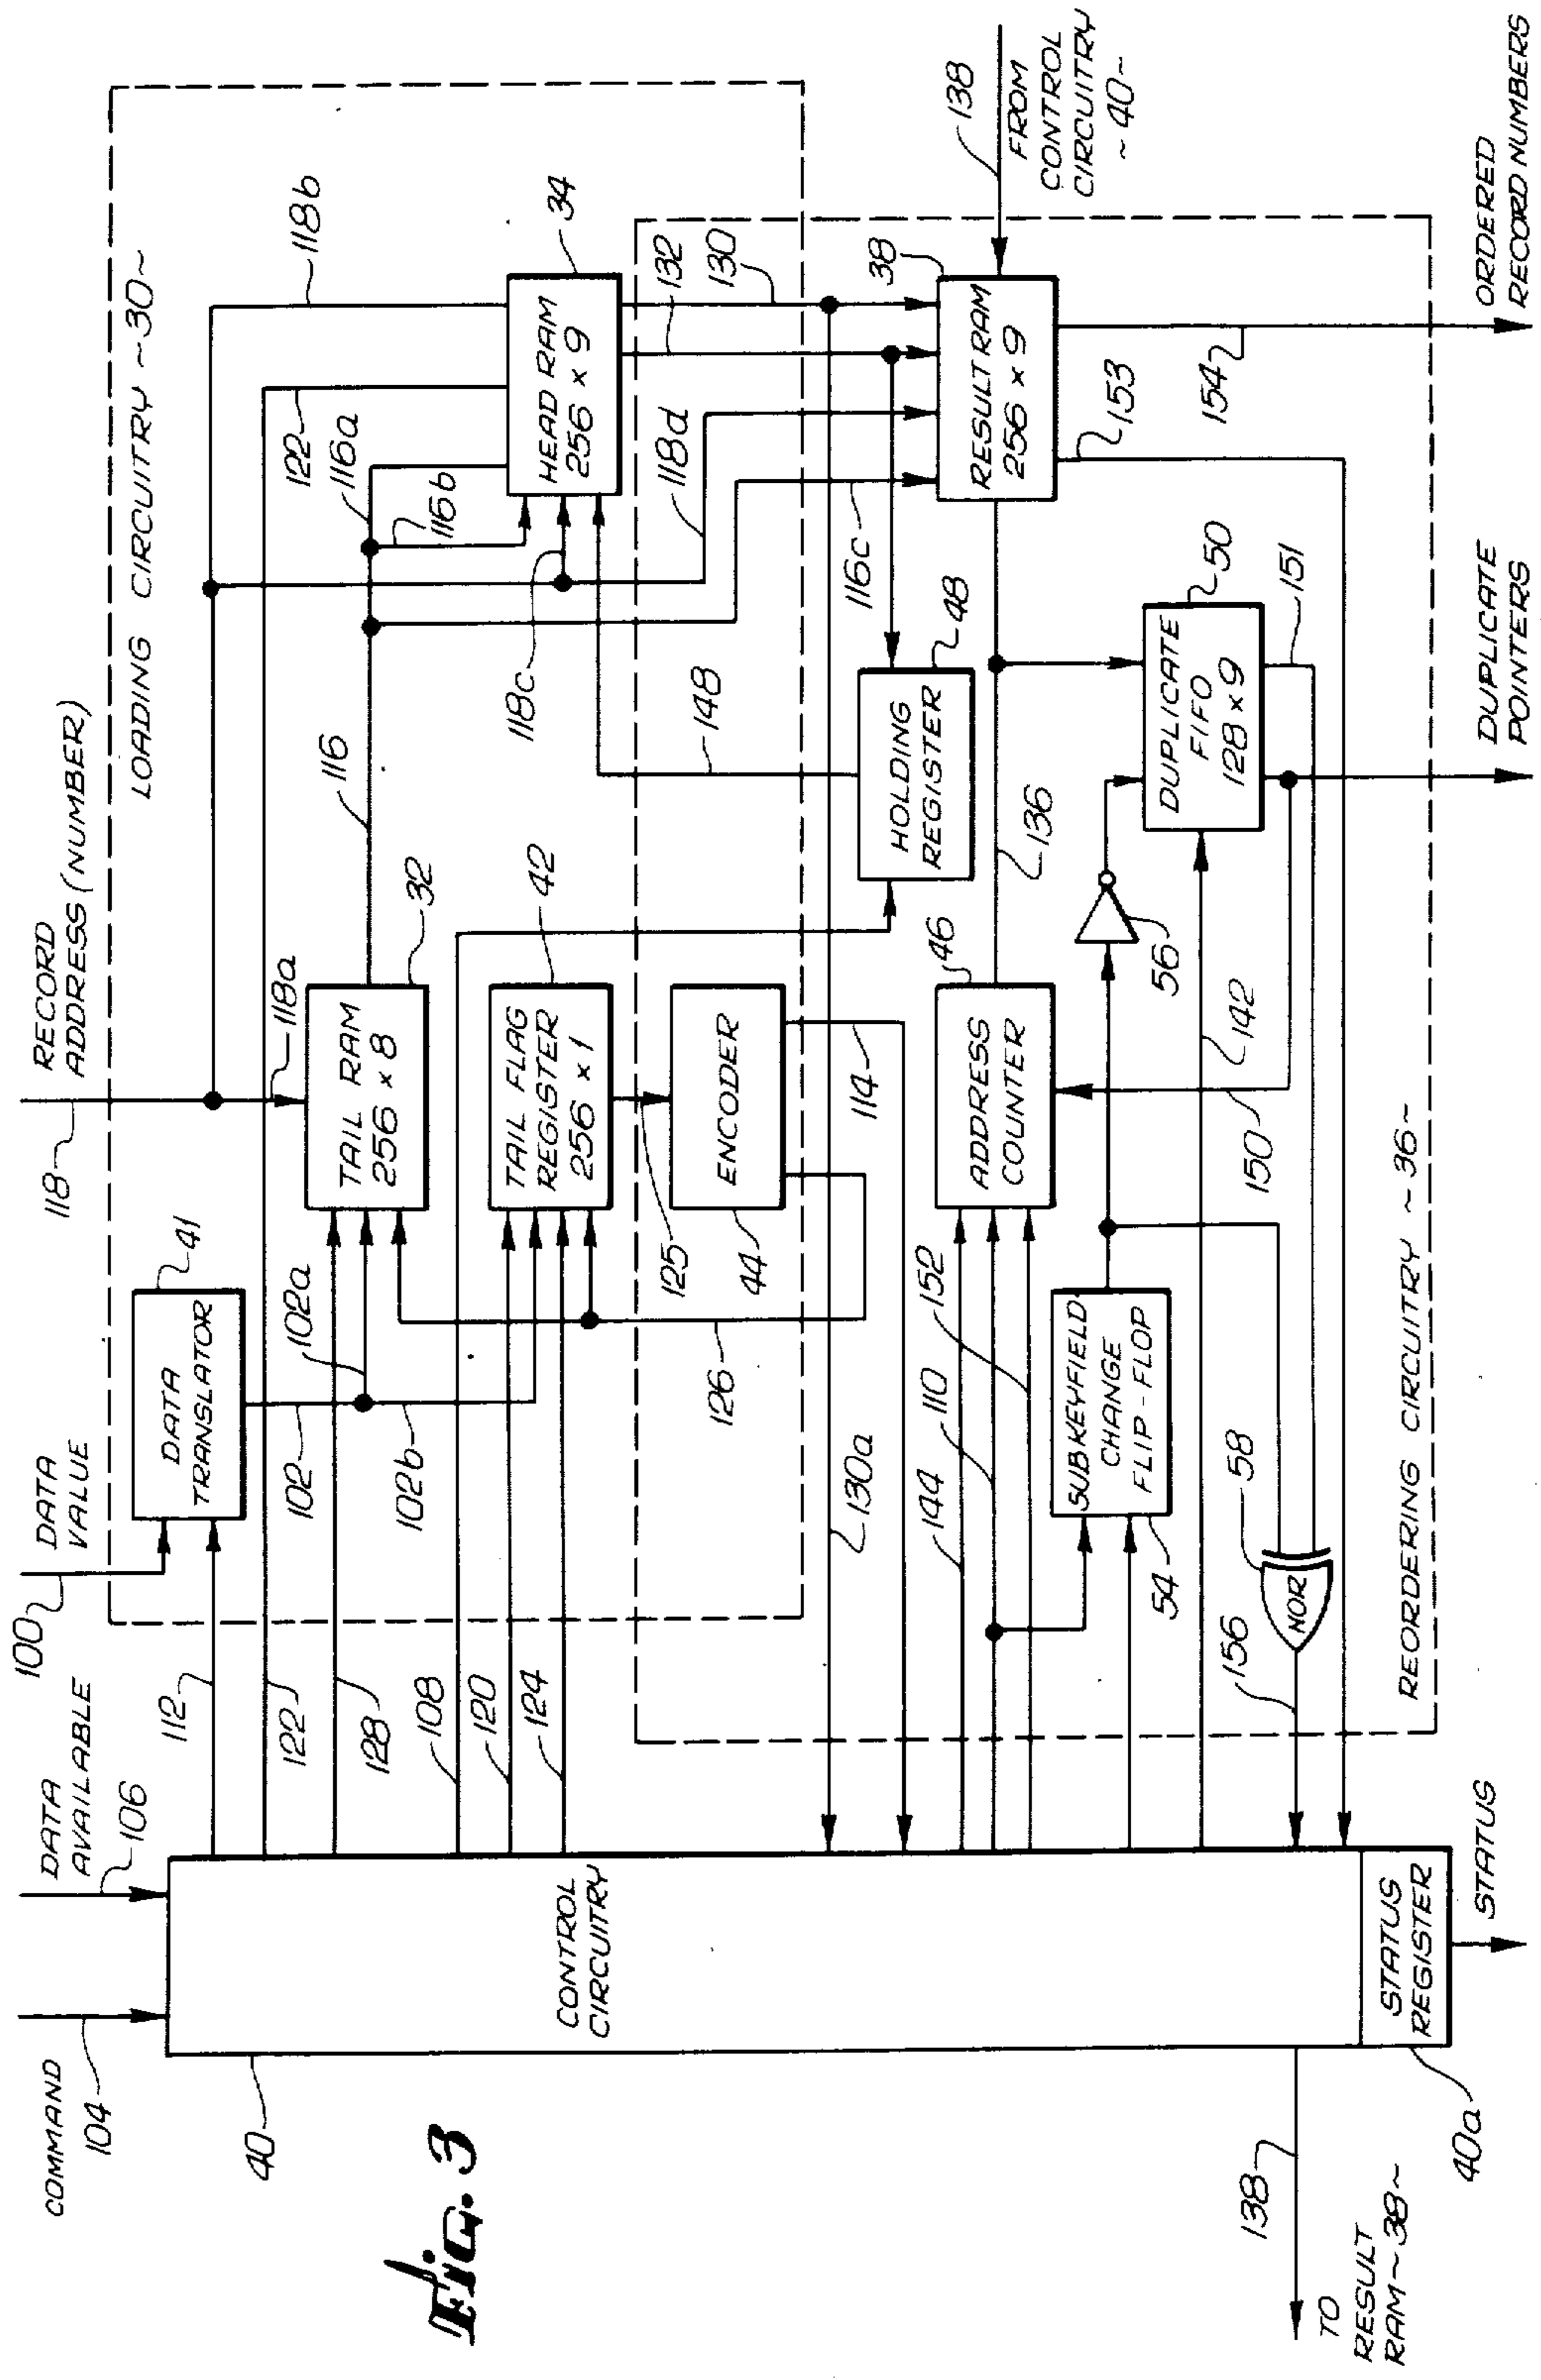 COMMAND
104
DATA
AVAILABLE
106
100
DATA
VALUE
118
RECORD
ADDRESS (NUMBER)
LOADING CIRCUITRY ~30~
40
CONTROL
CIRCUITRY
STATUS
REGISTER
40a
STATUS
138
TO
RESULT
RAM~38~
112
122
128
108
120
124
DATA
TRANSLATOR
41
102
102a
102b
118a
TAIL RAM
256 x 8
32
TAIL FLAG
REGISTER
256 x 1
42
125
ENCODER
44
126
114
116
116a
116b
116c
118b
118c
118d
122
HEAD RAM
256 x 9
34
132
130
130a
148
HOLDING
REGISTER
48
RESULT RAM
256 x 9
38
138
FROM
CONTROL
CIRCUITRY
~40~
144
110
152
ADDRESS
COUNTER
46
136
SUBKEYFIELD
CHANGE
FLIP-FLOP
54
56
142
150
DUPLICATE
FIFO
128 x 9
50
151
153
154
NOR
58
156
REORDERING CIRCUITRY ~36~
DUPLICATE
POINTERS
ORDERED
RECORD NUMBERS
Fig. 3